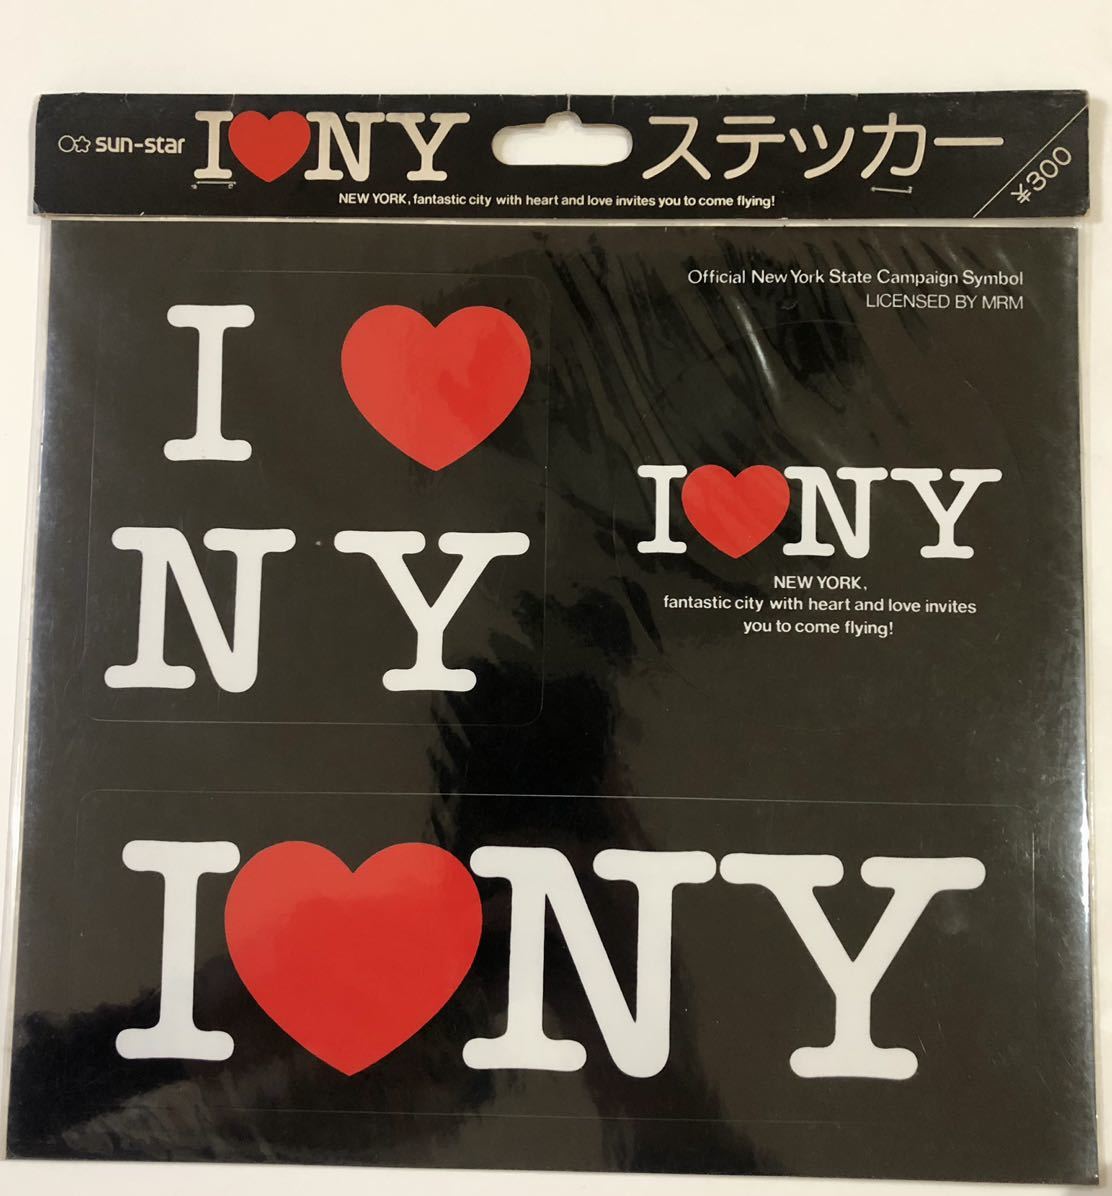 sun-star I♥NY ステッカー ¥300
NEW YORK, fantastic city with heart and love invites you to come flying!
Official New York State Campaign Symbol
LICENSED BY MRM
I ♥
N Y
I♥NY
NEW YORK,
fantastic city with heart and love invites
you to come flying!
I♥NY